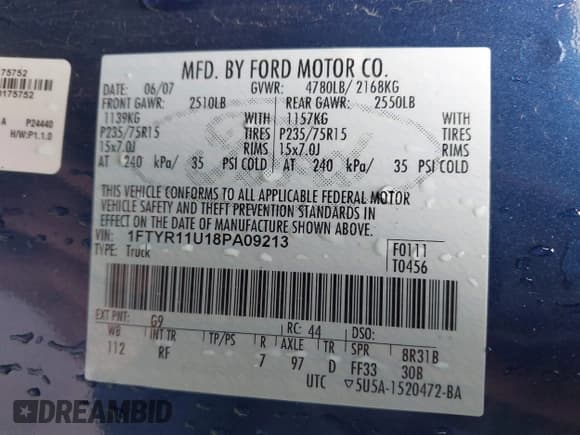 175752
175752
A P24440
H/W:P1.1.0
MFD. BY FORD MOTOR CO.
DATE: 06/07 GVWR: 4780LB/ 2168KG
FRONT GAWR: 2510LB REAR GAWR: 2550LB
1139KG WITH 1157KG WITH
P235/75R15 TIRES P235/75R15 TIRES
15x7.0J RIMS 15x7.0J RIMS
AT 240 kPa/ 35 PSI COLD AT 240 kPa/ 35 PSI COLD
THIS VEHICLE CONFORMS TO ALL APPLICABLE FEDERAL MOTOR
VEHICLE SAFETY AND THEFT PREVENTION STANDARDS IN
EFFECT ON THE DATE OF MANUFACTURE SHOWN ABOVE.
VIN: 1FTYR11U18PA09213
TYPE: Truck
F0111
T0456
EXT PNT: G9 RC: 44 DSO:
WB INT TR TP/PS R AXLE TR SPR 8R31B
112 RF 7 97 D FF33 30B
UTC ▽5U5A-1520472-BA
DREAMBID